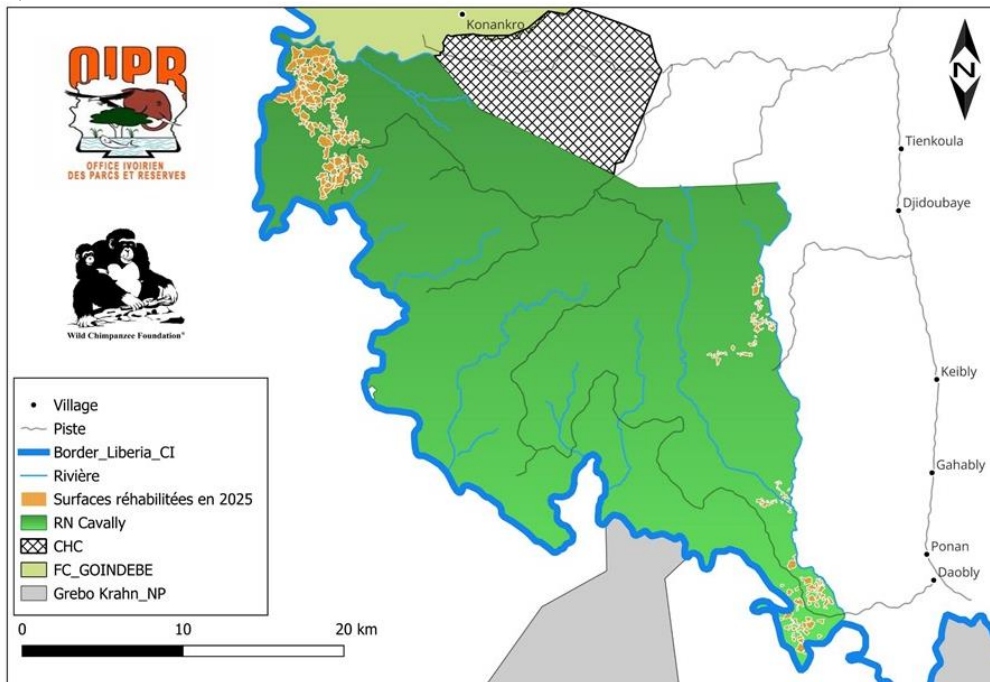 Konankro
N
OIPR
OFFICE IVOIRIEN
DES PARCS ET RESERVES
Tienkoula
Djidoubaye
Wild Chimpanzee Foundation®
Keibly
Gahably
Ponan
Daobly
Village
Piste
Border_Liberia_CI
Rivière
Surfaces réhabilitées en 2025
RN Cavally
CHC
FC_GOINDEBE
Grebo Krahn_NP
0 10 20 km